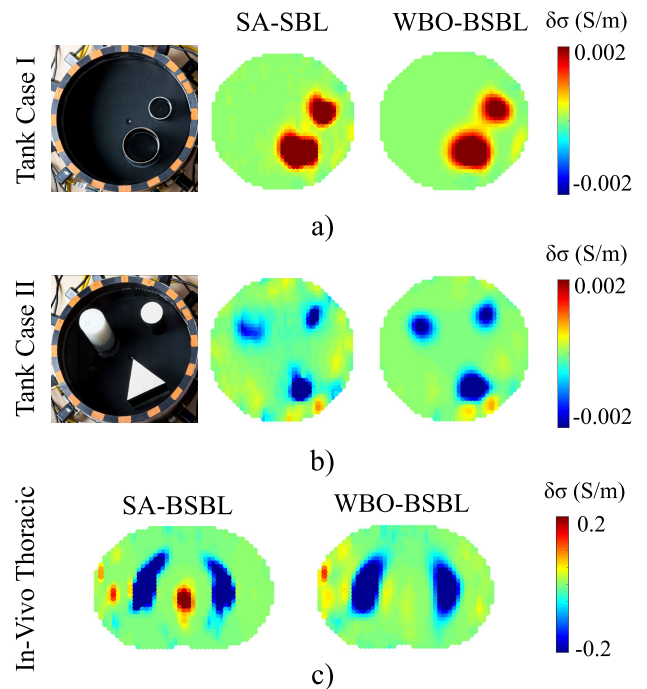 SA-SBL WBO-BSBL δσ (S/m)
Tank Case I
0.002
-0.002
a)
δσ (S/m)
Tank Case II
0.002
-0.002
b)
SA-BSBL WBO-BSBL δσ (S/m)
In-Vivo Thoracic
0.2
-0.2
c)